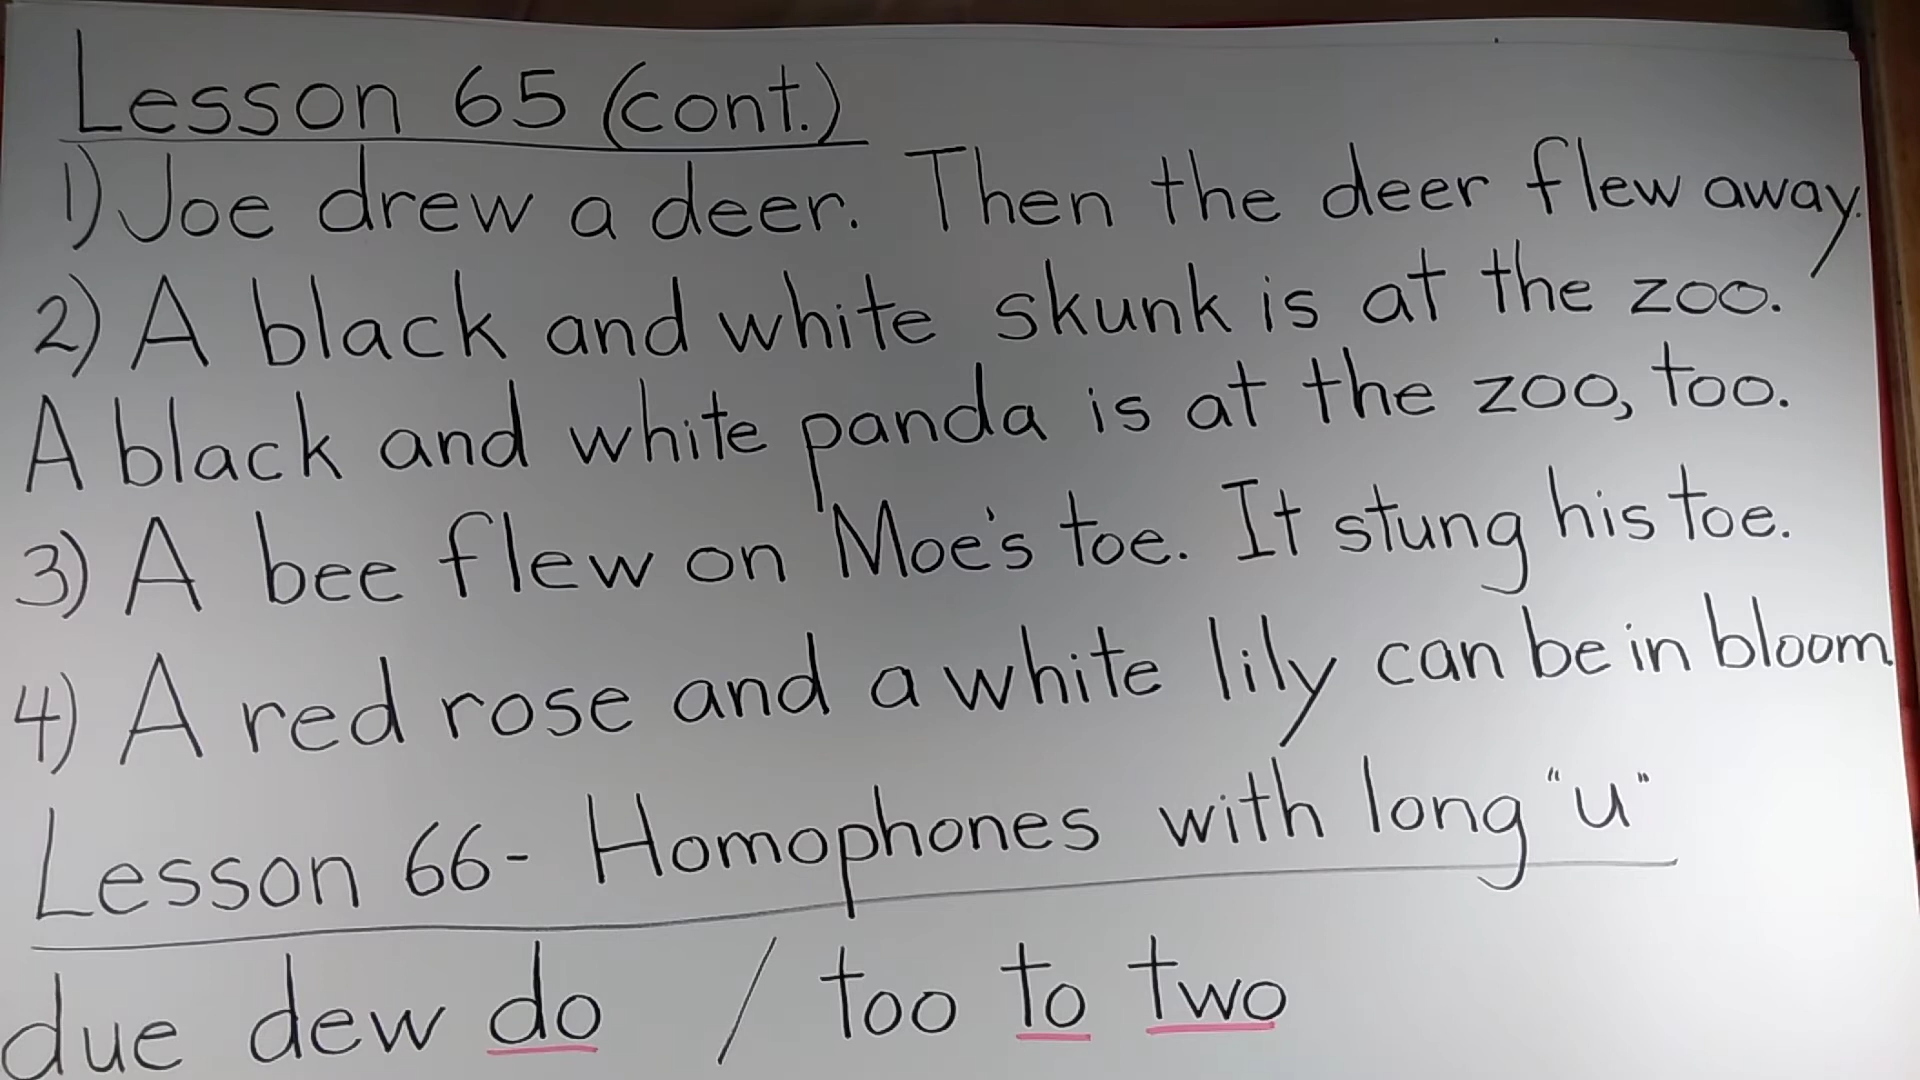 Lesson 65 (cont.)
1) Joe drew a deer. Then the deer flew away.
2) A black and white skunk is at the zoo.
A black and white panda is at the zoo, too.
3) A bee flew on Moe's toe. It stung his toe.
4) A red rose and a white lily can be in bloom.
Lesson 66- Homophones with long "u"
due dew do / too to two